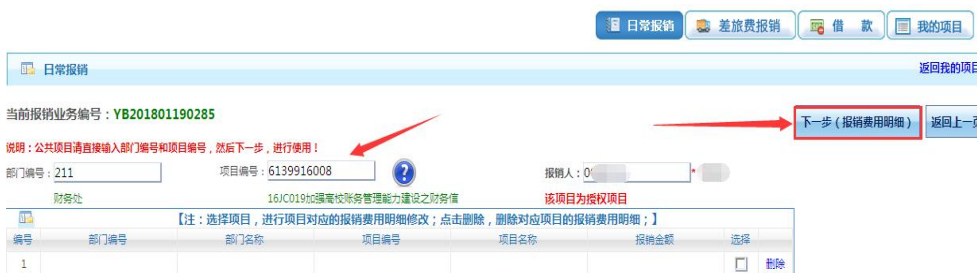 日常报销 差旅费报销 借 款 我的项目
日常报销 返回我的项目
当前报销业务编号：YB201801190285
下一步（报销费用明细） 返回上一页
说明：公共项目请直接输入部门编号和项目编号，然后下一步，进行使用！
部门编号：211 项目编号：6139916008 报销人：0 *
财务处 16JC019加强高校账务管理能力建设之财务信 该项目为授权项目
【注：选择项目，进行项目对应的报销费用明细修改；点击删除，删除对应项目的报销费用明细；】
编号 部门编号 部门名称 项目编号 项目名称 报销金额 选择
1 删除